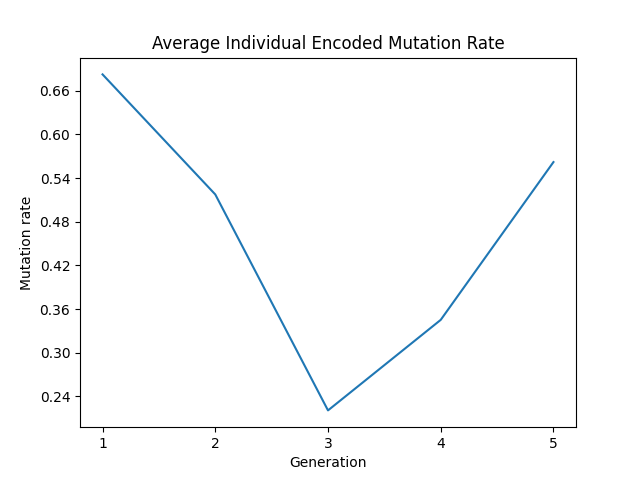 Average Individual Encoded Mutation Rate
Mutation rate
0.66
0.60
0.54
0.48
0.42
0.36
0.30
0.24
1 2 3 4 5
Generation